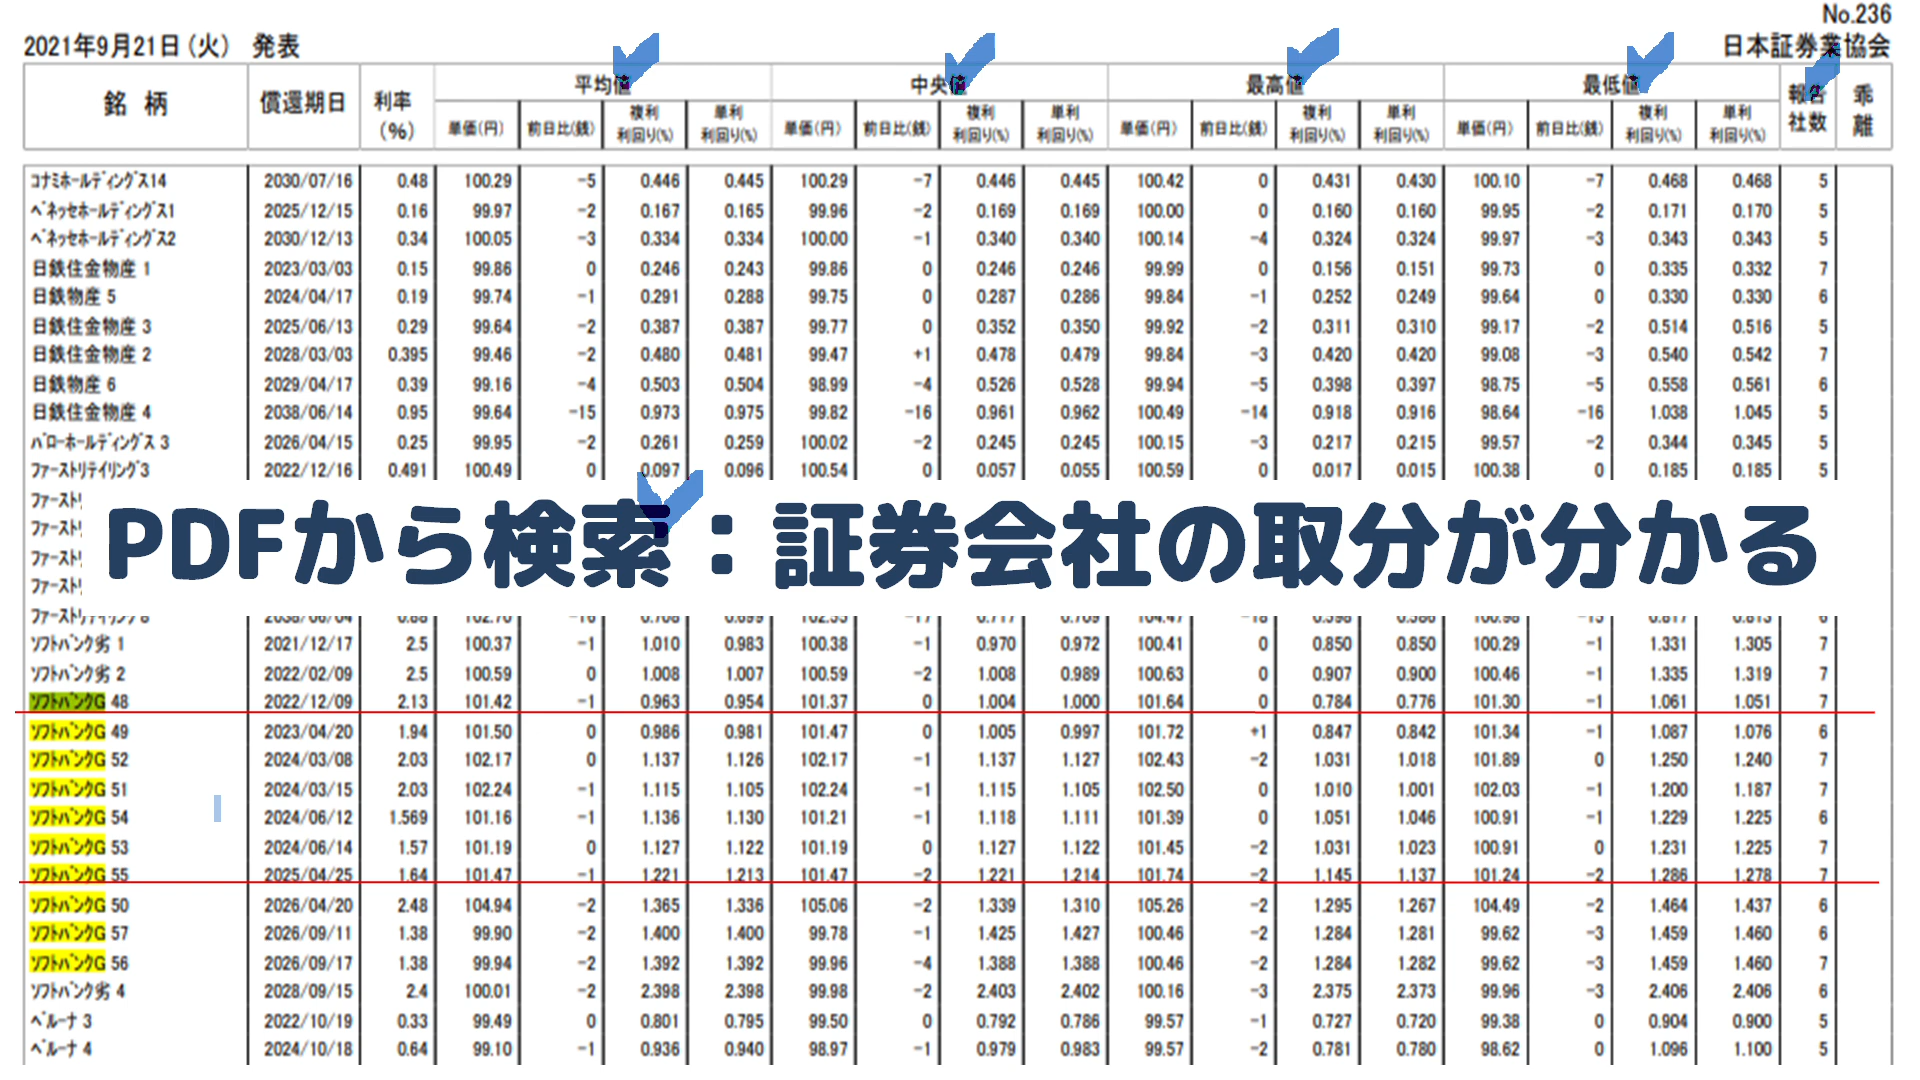 No.236
2021年9月21日(火) 発表 日本証券業協会
銘 柄 償還期日 利率(%) 平均値 中央値 最高値 最低値 報告社数 乖離
単価(円) 前日比(銭) 複利利回り(%) 単利利回り(%) 単価(円) 前日比(銭) 複利利回り(%) 単利利回り(%) 単価(円) 前日比(銭) 複利利回り(%) 単利利回り(%) 単価(円) 前日比(銭) 複利利回り(%) 単利利回り(%)
コナミホールディングス14 2030/07/16 0.48 100.29 -5 0.446 0.445 100.29 -7 0.446 0.445 100.42 0 0.431 0.430 100.10 -7 0.468 0.468 5
ベネッセホールディングス1 2025/12/15 0.16 99.97 -2 0.167 0.165 99.96 -2 0.169 0.169 100.00 0 0.160 0.160 99.95 -2 0.171 0.170 5
ベネッセホールディングス2 2030/12/13 0.34 100.05 -3 0.334 0.334 100.00 -1 0.340 0.340 100.14 -4 0.324 0.324 99.97 -3 0.343 0.343 5
日鉄住金物産 1 2023/03/03 0.15 99.86 0 0.246 0.243 99.86 0 0.246 0.246 99.99 0 0.156 0.151 99.73 0 0.335 0.332 7
日鉄物産 5 2024/04/17 0.19 99.74 -1 0.291 0.288 99.75 0 0.287 0.286 99.84 -1 0.252 0.249 99.64 0 0.330 0.330 6
日鉄住金物産 3 2025/06/13 0.29 99.64 -2 0.387 0.387 99.77 0 0.352 0.350 99.92 -2 0.311 0.310 99.17 -2 0.514 0.516 5
日鉄住金物産 2 2028/03/03 0.395 99.46 -2 0.480 0.481 99.47 +1 0.478 0.479 99.84 -3 0.420 0.420 99.08 -3 0.540 0.542 7
日鉄物産 6 2029/04/17 0.39 99.16 -4 0.503 0.504 98.99 -4 0.526 0.528 99.94 -5 0.398 0.397 98.75 -5 0.558 0.561 6
日鉄住金物産 4 2038/06/14 0.95 99.64 -15 0.973 0.975 99.82 -16 0.961 0.962 100.49 -14 0.918 0.916 98.64 -16 1.038 1.045 5
バローホールディングス 3 2026/04/15 0.25 99.95 -2 0.261 0.259 100.02 -2 0.245 0.245 100.15 -3 0.217 0.215 99.57 -2 0.344 0.345 5
ファーストリテイリング3 2022/12/16 0.491 100.49 0 0.097 0.096 100.54 0 0.057 0.055 100.59 0 0.017 0.015 100.38 0 0.185 0.185 5
PDFから検索：証券会社の取分が分かる
ソフトバンク劣 1 2021/12/17 2.5 100.37 -1 1.010 0.983 100.38 -1 0.970 0.972 100.41 0 0.850 0.850 100.29 -1 1.331 1.305 7
ソフトバンク劣 2 2022/02/09 2.5 100.59 0 1.008 1.007 100.59 -2 1.008 0.989 100.63 0 0.907 0.900 100.46 -1 1.335 1.319 7
ソフトバンクG 48 2022/12/09 2.13 101.42 -1 0.963 0.954 101.37 0 1.004 1.000 101.64 0 0.784 0.776 101.30 -1 1.061 1.051 7
ソフトバンクG 49 2023/04/20 1.94 101.50 0 0.986 0.981 101.47 0 1.005 0.997 101.72 +1 0.847 0.842 101.34 -1 1.087 1.076 6
ソフトバンクG 52 2024/03/08 2.03 102.17 0 1.137 1.126 102.17 -1 1.137 1.127 102.43 -2 1.031 1.018 101.89 0 1.250 1.240 7
ソフトバンクG 51 2024/03/15 2.03 102.24 -1 1.115 1.105 102.24 -1 1.115 1.105 102.50 0 1.010 1.001 102.03 -1 1.200 1.187 7
ソフトバンクG 54 2024/06/12 1.569 101.16 -1 1.136 1.130 101.21 -1 1.118 1.111 101.39 0 1.051 1.046 100.91 -1 1.229 1.225 6
ソフトバンクG 53 2024/06/14 1.57 101.19 0 1.127 1.122 101.19 0 1.127 1.122 101.45 -2 1.031 1.023 100.91 0 1.231 1.225 7
ソフトバンクG 55 2025/04/25 1.64 101.47 -1 1.221 1.213 101.47 -2 1.221 1.214 101.74 -2 1.145 1.137 101.24 -2 1.286 1.278 7
ソフトバンクG 50 2026/04/20 2.48 104.94 -2 1.365 1.336 105.06 -2 1.339 1.310 105.26 -2 1.295 1.267 104.49 -2 1.464 1.437 6
ソフトバンクG 57 2026/09/11 1.38 99.90 -2 1.400 1.400 99.78 -1 1.425 1.427 100.46 -2 1.284 1.281 99.62 -3 1.459 1.460 6
ソフトバンクG 56 2026/09/17 1.38 99.94 -2 1.392 1.392 99.96 -4 1.388 1.388 100.46 -2 1.284 1.282 99.62 -3 1.459 1.460 7
ソフトバンク劣 4 2028/09/15 2.4 100.01 -2 2.398 2.398 99.98 -2 2.403 2.402 100.16 -3 2.375 2.373 99.96 -3 2.406 2.406 6
ベルーナ 3 2022/10/19 0.33 99.49 0 0.801 0.795 99.50 0 0.792 0.786 99.57 -1 0.727 0.720 99.38 0 0.904 0.900 5
ベルーナ 4 2024/10/18 0.64 99.10 -1 0.936 0.940 98.97 -1 0.979 0.983 99.57 -2 0.781 0.780 98.62 0 1.096 1.100 5